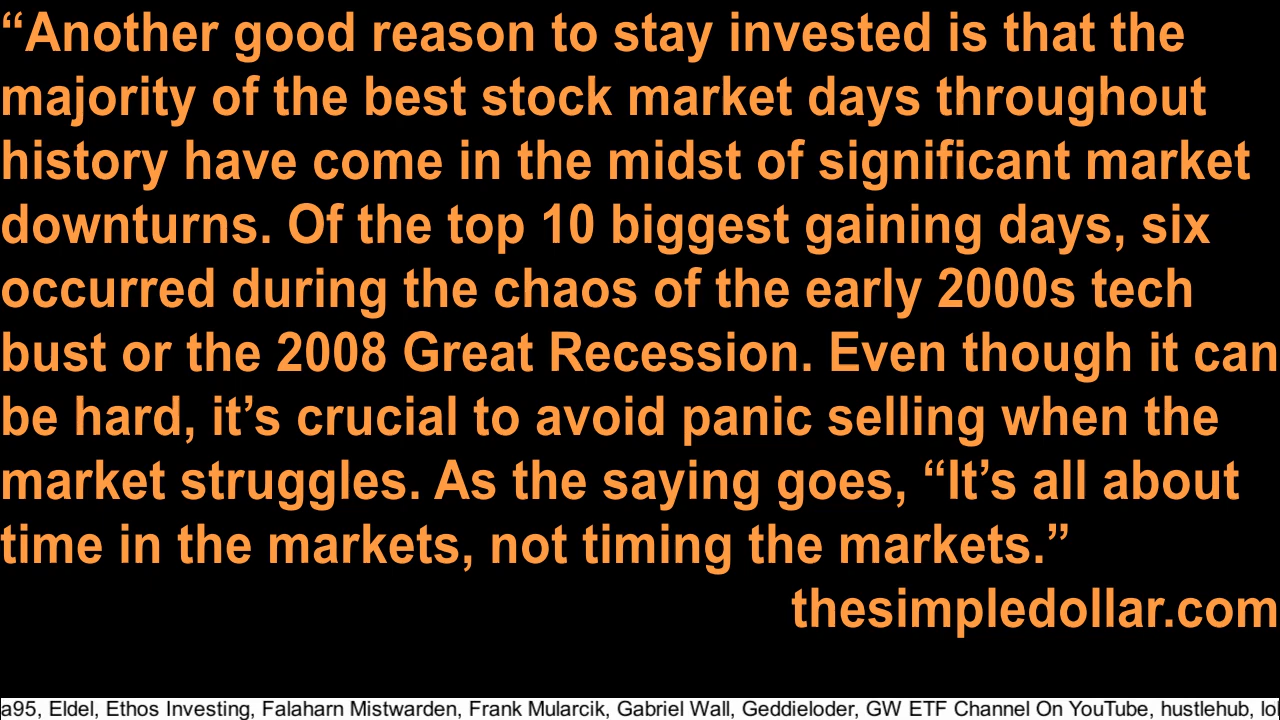 “Another good reason to stay invested is that the
majority of the best stock market days throughout
history have come in the midst of significant market
downturns. Of the top 10 biggest gaining days, six
occurred during the chaos of the early 2000s tech
bust or the 2008 Great Recession. Even though it can
be hard, it’s crucial to avoid panic selling when the
market struggles. As the saying goes, “It’s all about
time in the markets, not timing the markets.”
thesimpledollar.com
a95, Eldel, Ethos Investing, Falaharn Mistwarden, Frank Mularcik, Gabriel Wall, Geddieloder, GW ETF Channel On YouTube, hustlehub, lo